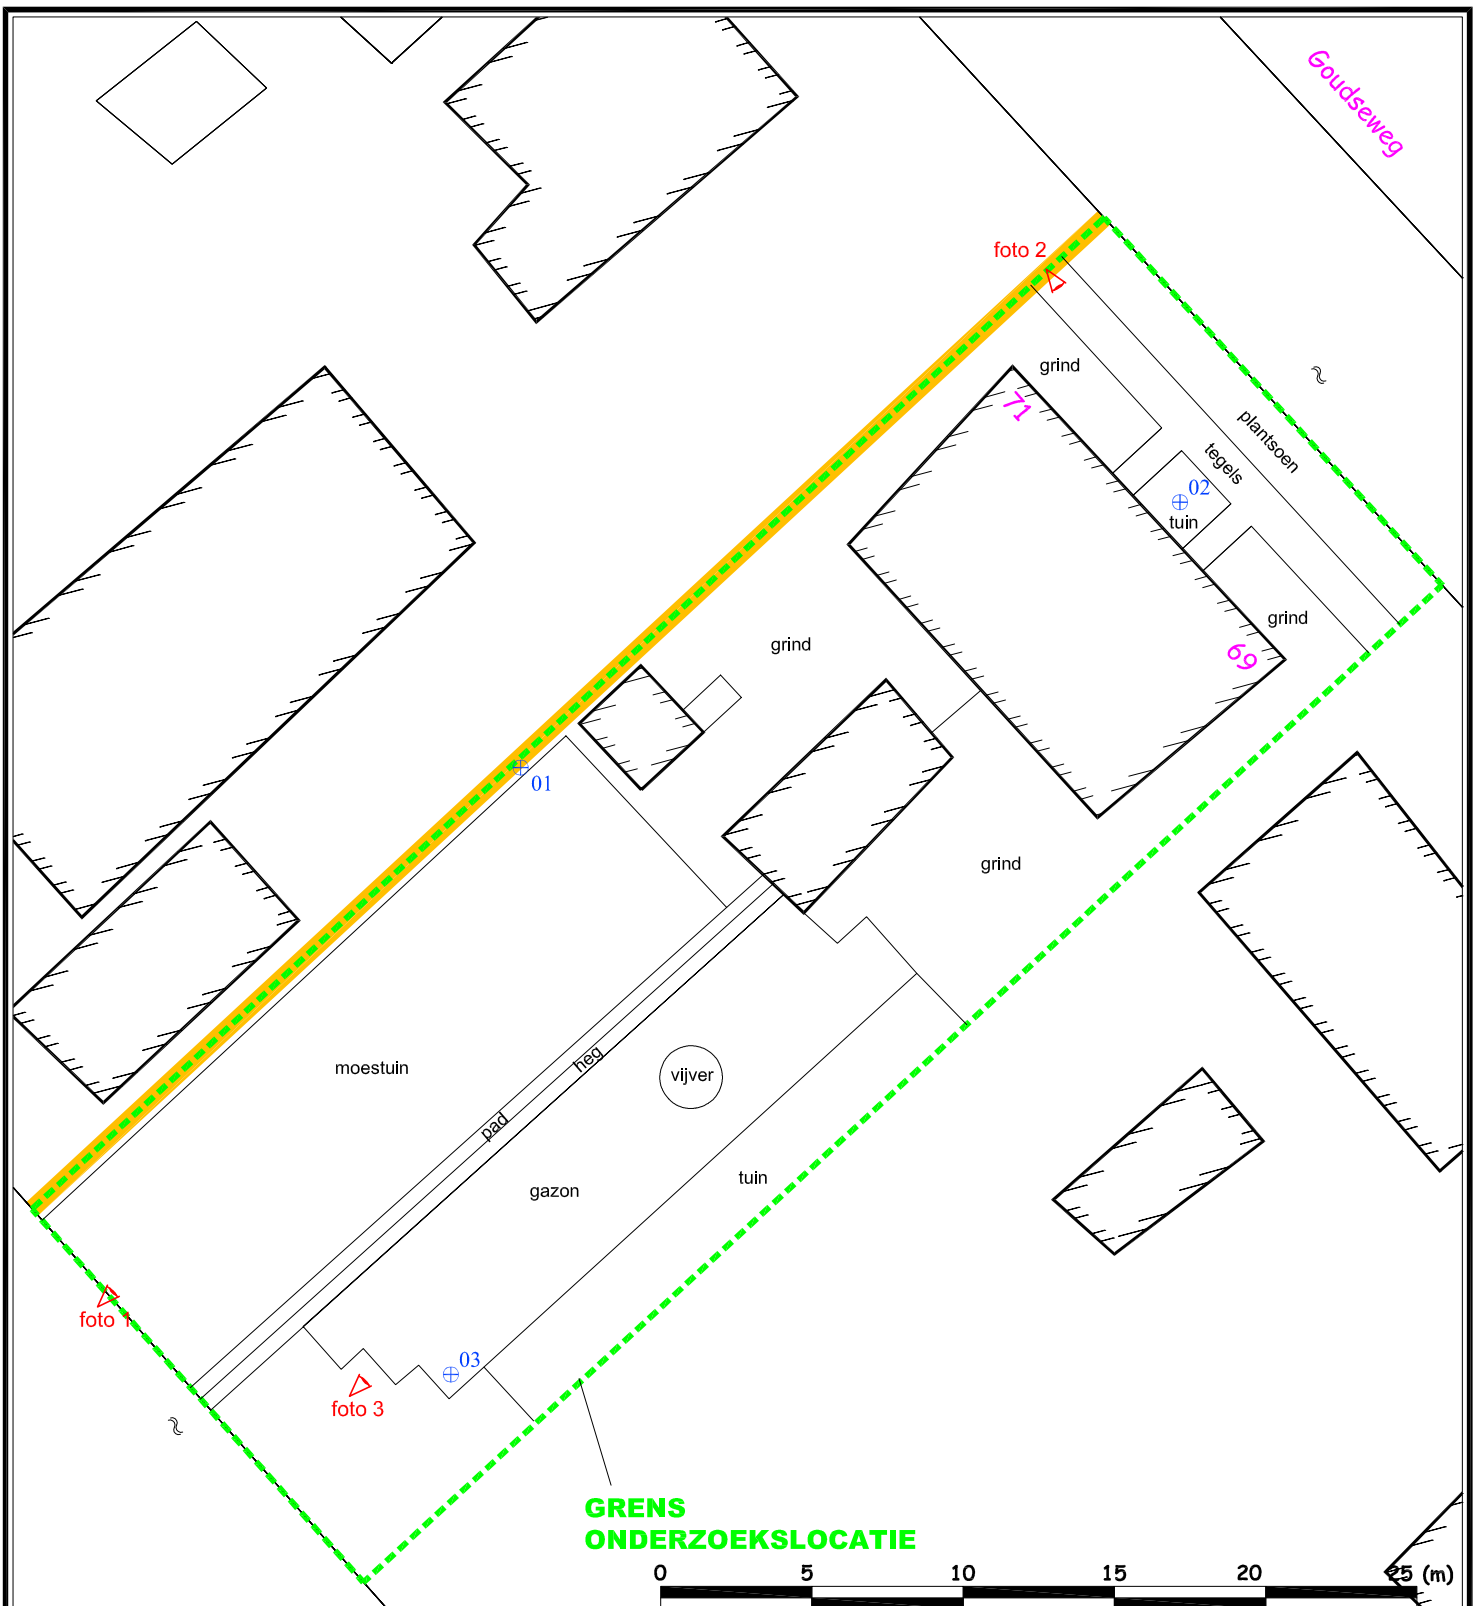 Goudseweg
foto 2
grind
71
plantsoen
tegels
02
tuin
grind
69
grind
01
grind
moestuin
heg
vijver
pad
tuin
gazon
foto 1
03
foto 3
GRENS
ONDERZOEKSLOCATIE
0 5 10 15 20 25 (m)